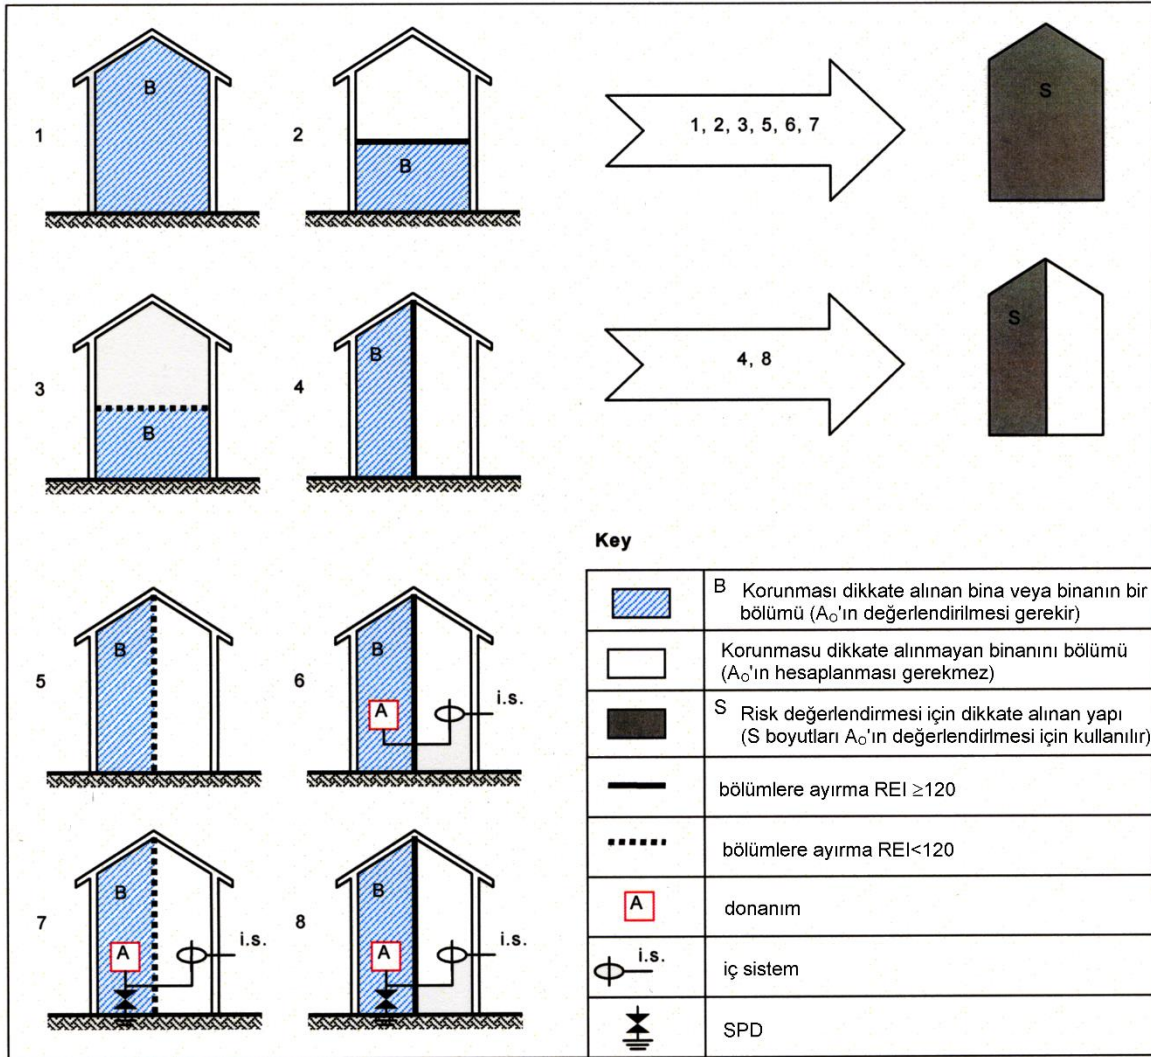 B
1
B
2
1, 2, 3, 5, 6, 7
S
B
3
B
4
4, 8
S
B
5
B
A
i.s.
6
B
A
i.s.
7
B
A
i.s.
8
Key
B Korunması dikkate alınan bina veya binanın bir
bölümü (AO'ın değerlendirilmesi gerekir)
Korunmasu dikkate alınmayan binanını bölümü
(AO'ın hesaplanması gerekmez)
S Risk değerlendirmesi için dikkate alınan yapı
(S boyutları AO'ın değerlendirlmesi için kullanılır)
bölümlere ayırma REI ≥120
bölümlere ayırma REI<120
A donanım
i.s. iç sistem
SPD